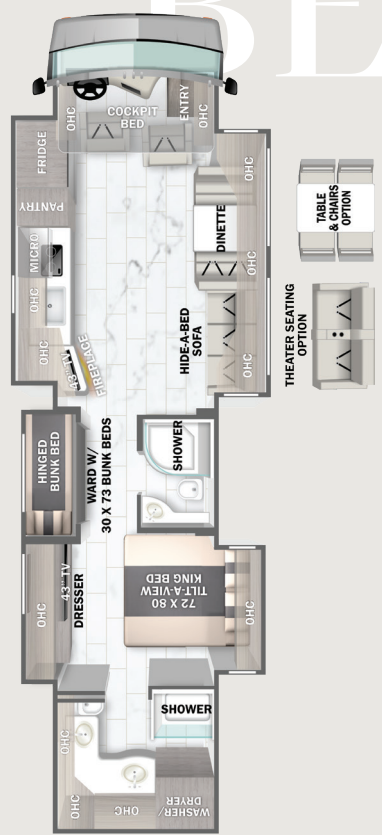 BE
OHC
COCKPIT
BED
ENTRY
OHC
FRIDGE
PANTRY
MICRO
OHC
OHC
43" TV
FIREPLACE
OHC
DINETTE
OHC
HIDE-A-BED
SOFA
OHC
TABLE
& CHAIRS
OPTION
THEATER SEATING
OPTION
HINGED
BUNK BED
WARD W/
30 X 73 BUNK BEDS
SHOWER
OHC
43" TV
DRESSER
72 X 80
TILT-A-VIEW
KING BED
OHC
SHOWER
OHC
OHC
OHC
WASHER/
DRYER